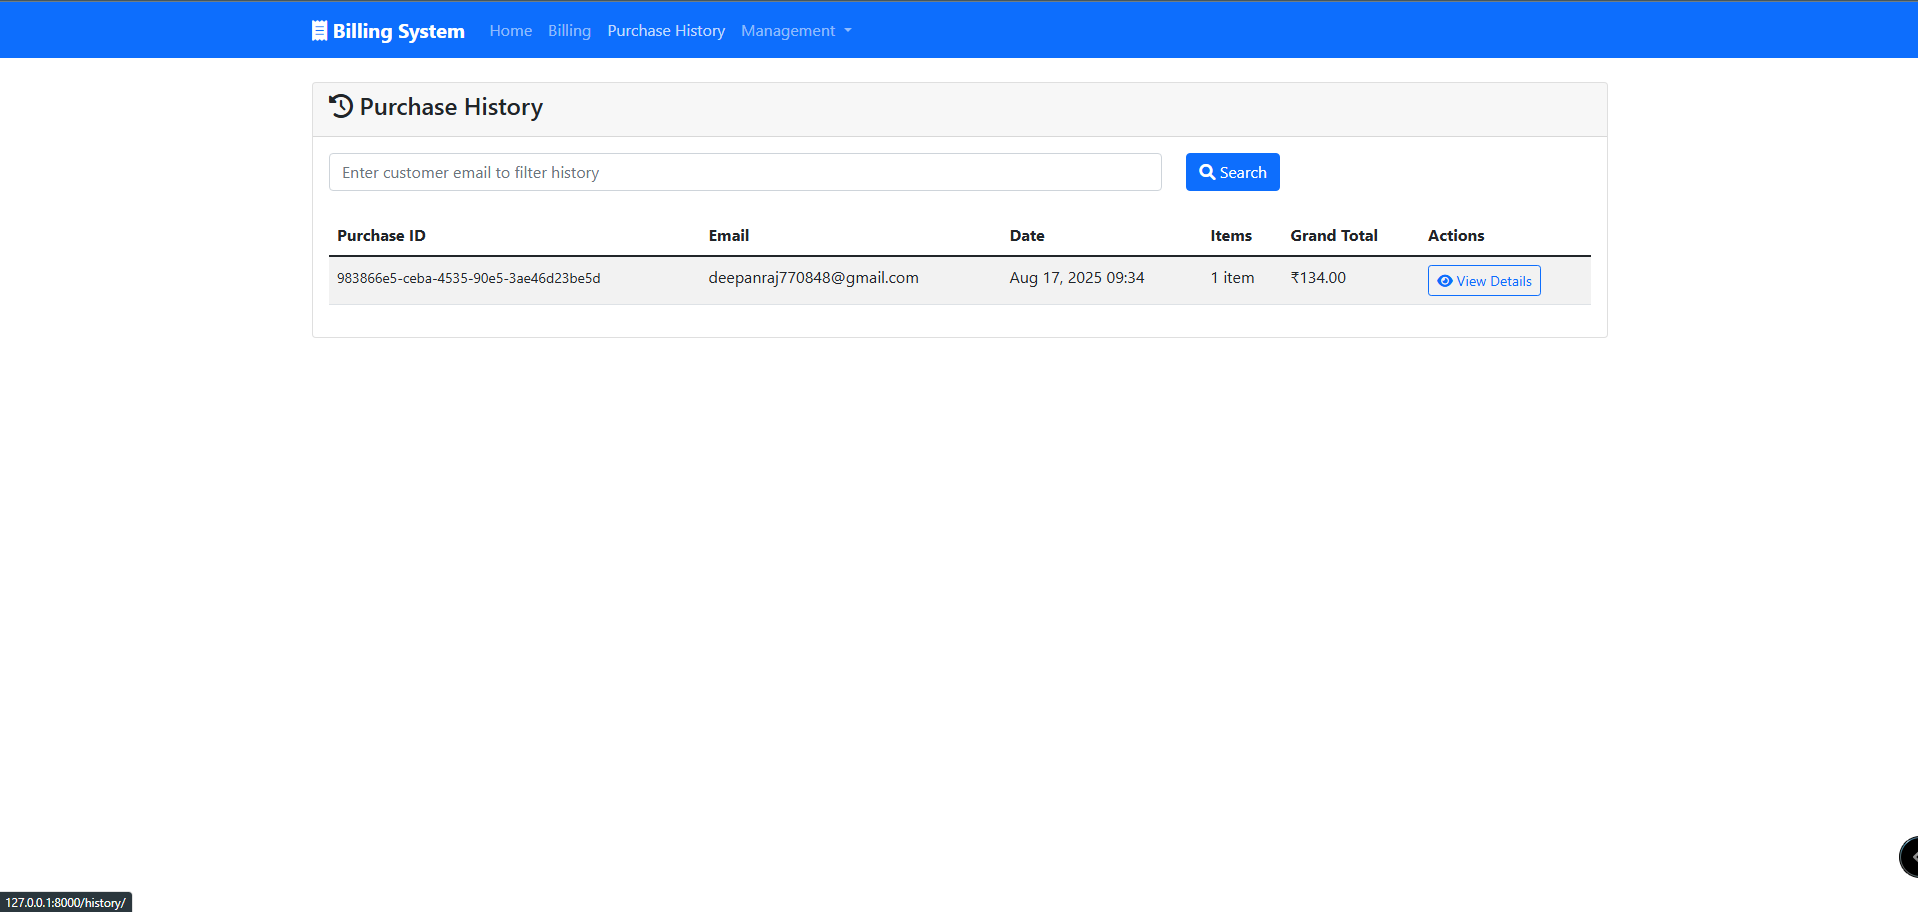 Billing System Home Billing Purchase History Management
Purchase History
Enter customer email to filter history Search
Purchase ID Email Date Items Grand Total Actions
983866e5-ceba-4535-90e5-3ae46d23be5d deepanraj770848@gmail.com Aug 17, 2025 09:34 1 item ₹134.00 View Details
127.0.0.1:8000/history/